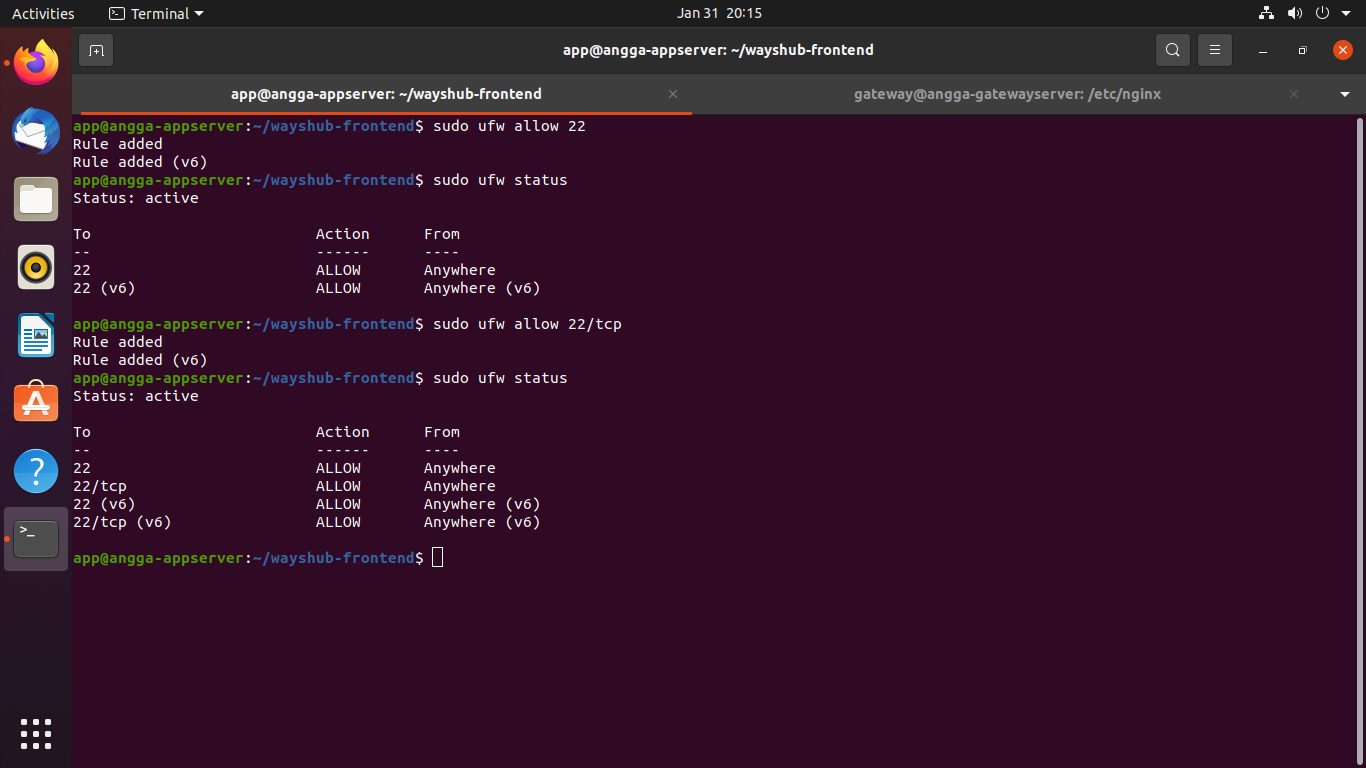 Activities
Terminal
Jan 31 20:15
app@angga-appserver: ~/wayshub-frontend
app@angga-appserver: ~/wayshub-frontend
gateway@angga-gatewayserver: /etc/nginx
app@angga-appserver:~/wayshub-frontend$ sudo ufw allow 22
Rule added
Rule added (v6)
app@angga-appserver:~/wayshub-frontend$ sudo ufw status
Status: active
To                         Action      From
--                         ------      ----
22                         ALLOW       Anywhere
22 (v6)                    ALLOW       Anywhere (v6)
app@angga-appserver:~/wayshub-frontend$ sudo ufw allow 22/tcp
Rule added
Rule added (v6)
app@angga-appserver:~/wayshub-frontend$ sudo ufw status
Status: active
To                         Action      From
--                         ------      ----
22                         ALLOW       Anywhere
22/tcp                     ALLOW       Anywhere
22 (v6)                    ALLOW       Anywhere (v6)
22/tcp (v6)                ALLOW       Anywhere (v6)
app@angga-appserver:~/wayshub-frontend$